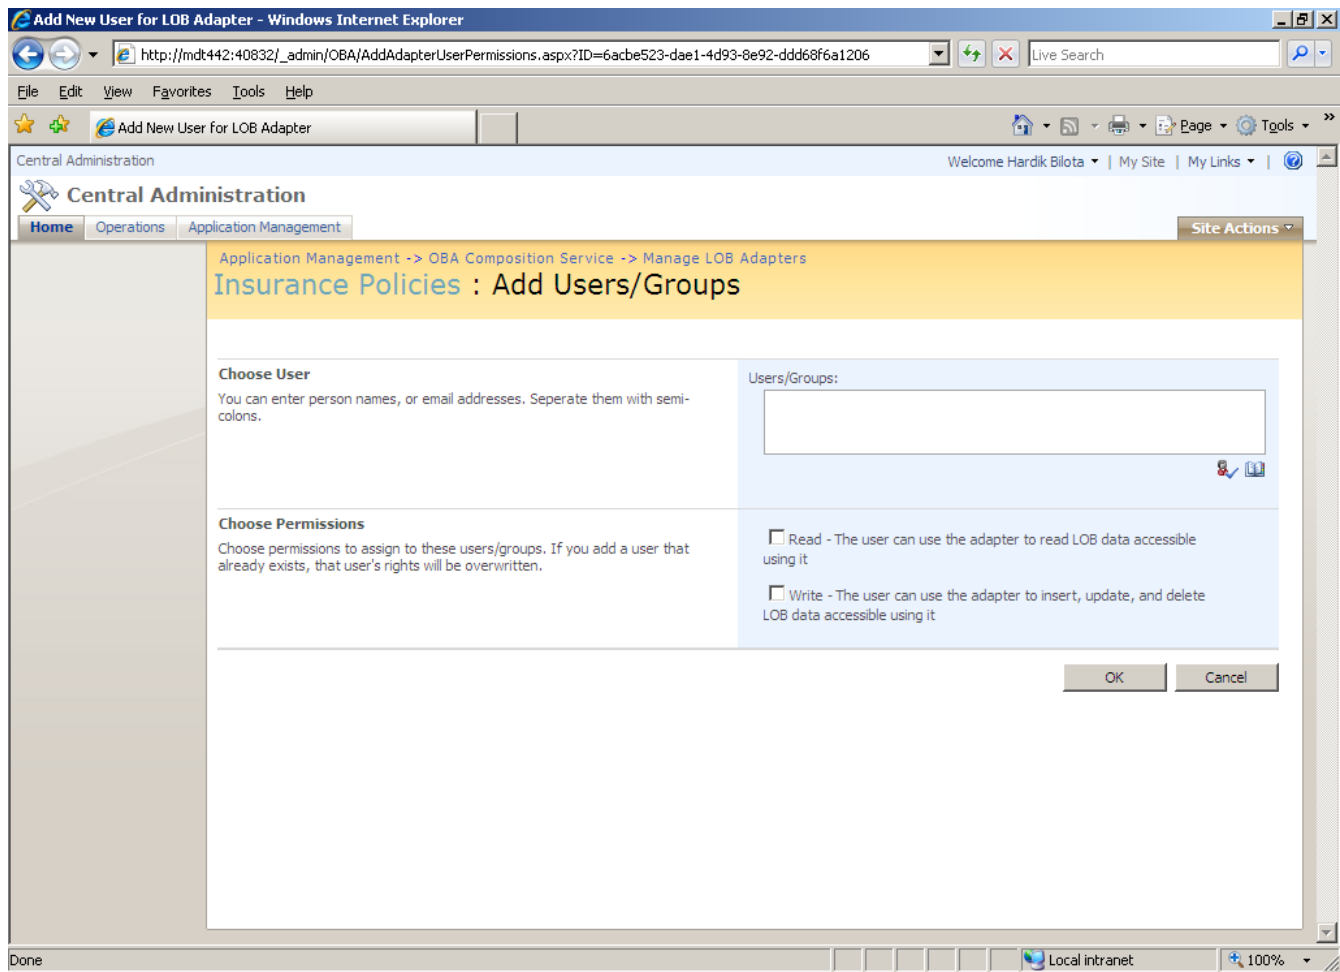 Add New User for LOB Adapter - Windows Internet Explorer
http://mdt442:40832/_admin/OBA/AddAdapterUserPermissions.aspx?ID=6acbe523-dae1-4d93-8e92-ddd68f6a1206
Live Search
File Edit View Favorites Tools Help
Add New User for LOB Adapter
Page Tools
Central Administration
Welcome Hardik Bilota | My Site | My Links |
Central Administration
Home Operations Application Management
Site Actions
Application Management -> OBA Composition Service -> Manage LOB Adapters
Insurance Policies : Add Users/Groups
Choose User
You can enter person names, or email addresses. Seperate them with semi-
colons.
Users/Groups:
Choose Permissions
Choose permissions to assign to these users/groups. If you add a user that
already exists, that user's rights will be overwritten.
Read - The user can use the adapter to read LOB data accessible
using it
Write - The user can use the adapter to insert, update, and delete
LOB data accessible using it
OK
Cancel
Done
Local intranet
100%